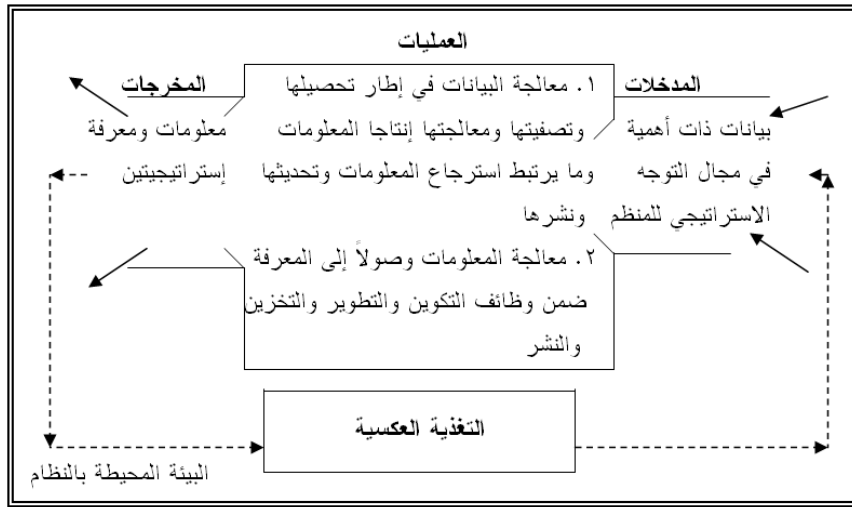 العمليات
المدخلات
بيانات ذات أهمية
في مجال التوجه
الاستراتيجي للمنظم
١. معالجة البيانات في إطار تحصيلها
وتصفيتها ومعالجتها إنتاجا المعلومات
وما يرتبط استرجاع المعلومات وتحديثها
ونشرها
٢. معالجة المعلومات وصولاً إلى المعرفة
ضمن وظائف التكوين والتطوير والتخزين
والنشر
المخرجات
معلومات ومعرفة
إستراتيجيتين
التغذية العكسية
البيئة المحيطة بالنظام